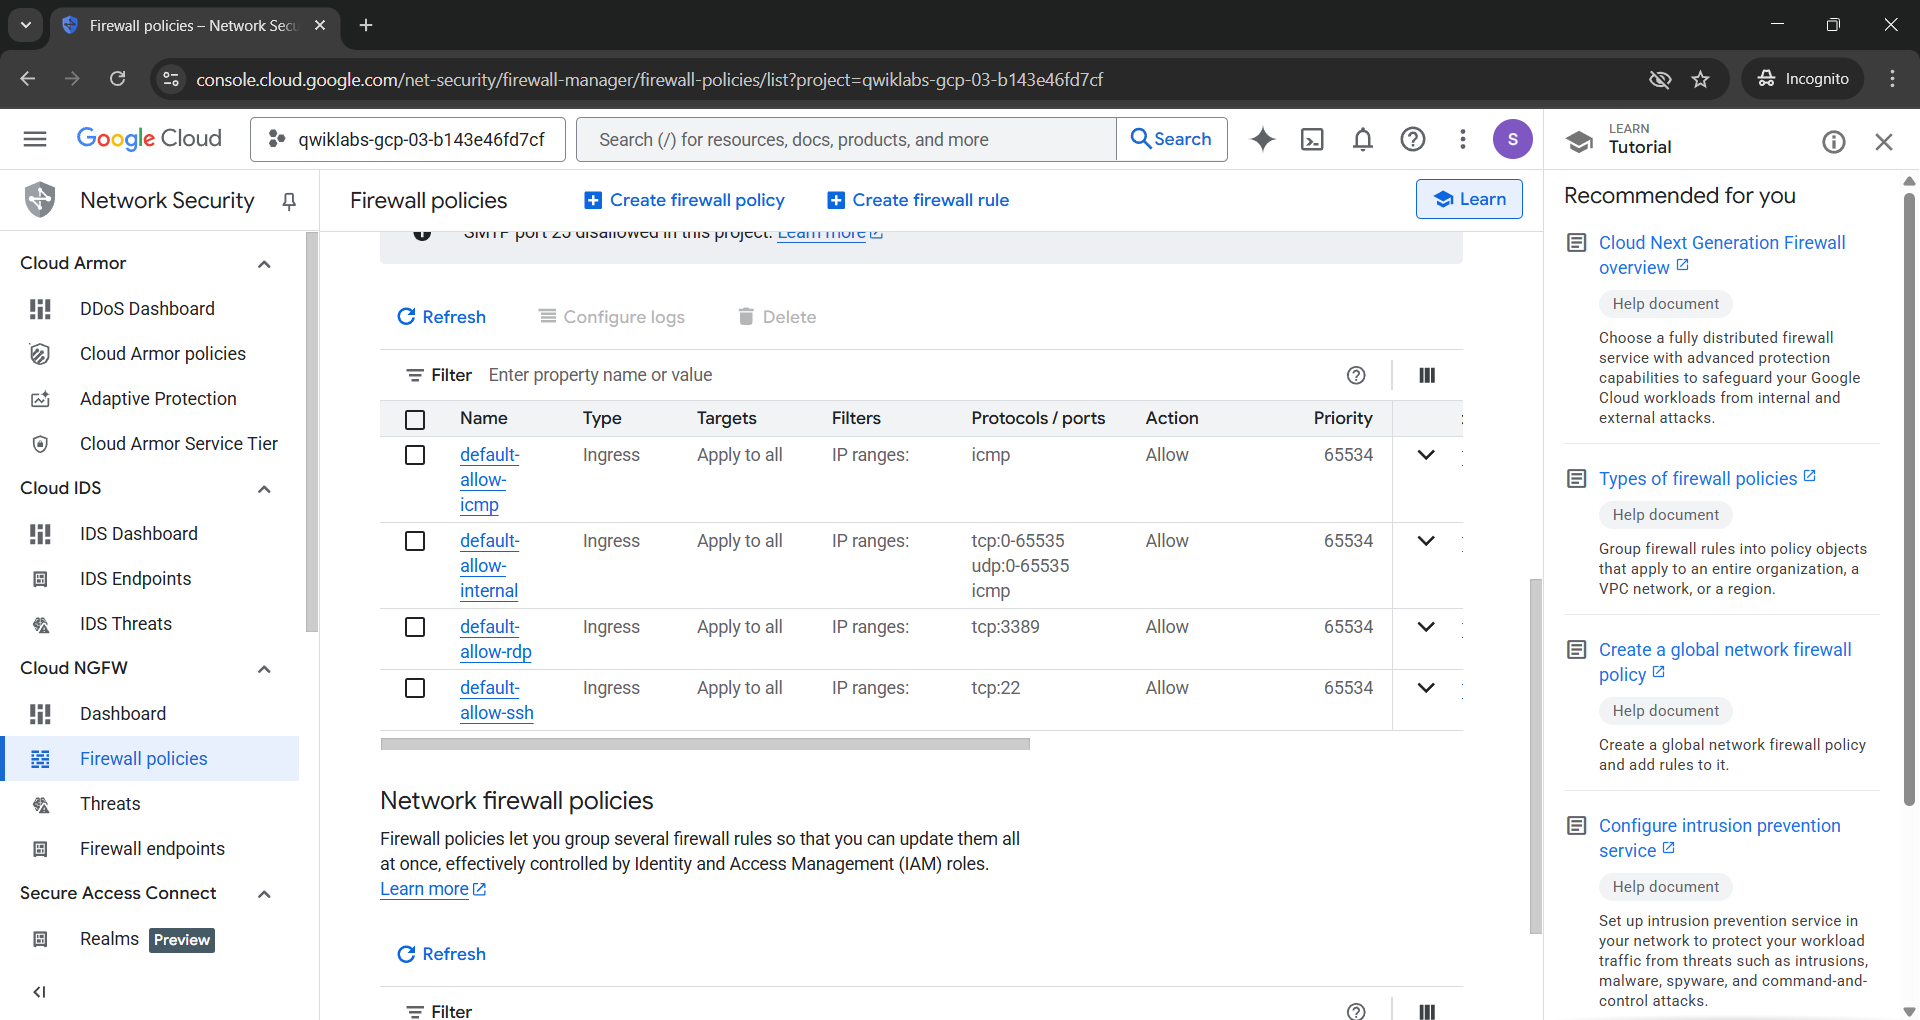 Firewall policies – Network Secu
console.cloud.google.com/net-security/firewall-manager/firewall-policies/list?project=qwiklabs-gcp-03-b143e46fd7cf
Incognito
Google Cloud
qwiklabs-gcp-03-b143e46fd7cf
Search (/) for resources, docs, products, and more
Search
S
LEARN
Tutorial
Network Security
Firewall policies
Create firewall policy
Create firewall rule
Learn
Cloud Armor
DDoS Dashboard
Cloud Armor policies
Adaptive Protection
Cloud Armor Service Tier
Cloud IDS
IDS Dashboard
IDS Endpoints
IDS Threats
Cloud NGFW
Dashboard
Firewall policies
Threats
Firewall endpoints
Secure Access Connect
Realms Preview
SMTP port 25 disallowed in this project. Learn more
Refresh
Configure logs
Delete
Filter Enter property name or value
Name Type Targets Filters Protocols / ports Action Priority
default-allow-icmp Ingress Apply to all IP ranges: icmp Allow 65534
default-allow-internal Ingress Apply to all IP ranges: tcp:0-65535 udp:0-65535 icmp Allow 65534
default-allow-rdp Ingress Apply to all IP ranges: tcp:3389 Allow 65534
default-allow-ssh Ingress Apply to all IP ranges: tcp:22 Allow 65534
Network firewall policies
Firewall policies let you group several firewall rules so that you can update them all
at once, effectively controlled by Identity and Access Management (IAM) roles.
Learn more
Refresh
Filter
Recommended for you
Cloud Next Generation Firewall
overview
Help document
Choose a fully distributed firewall
service with advanced protection
capabilities to safeguard your Google
Cloud workloads from internal and
external attacks.
Types of firewall policies
Help document
Group firewall rules into policy objects
that apply to an entire organization, a
VPC network, or a region.
Create a global network firewall
policy
Help document
Create a global network firewall policy
and add rules to it.
Configure intrusion prevention
service
Help document
Set up intrusion prevention service in
your network to protect your workload
traffic from threats such as intrusions,
malware, spyware, and command-and-
control attacks.